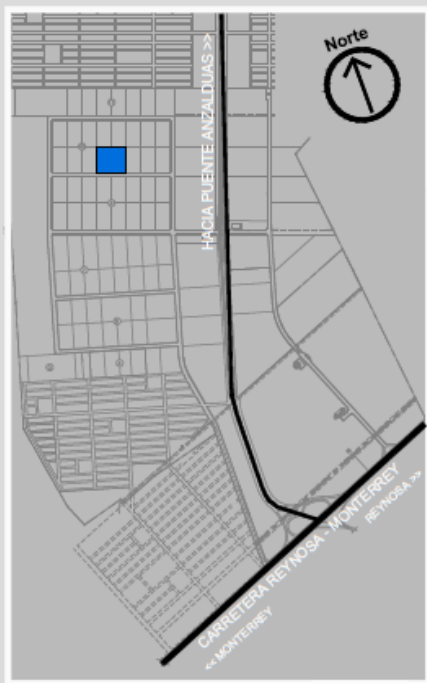 Norte
HACIA PUENTE ANZALDUAS >>
CARRETERA REYNOSA - MONTERREY
REYNOSA >>
<< MONTERREY